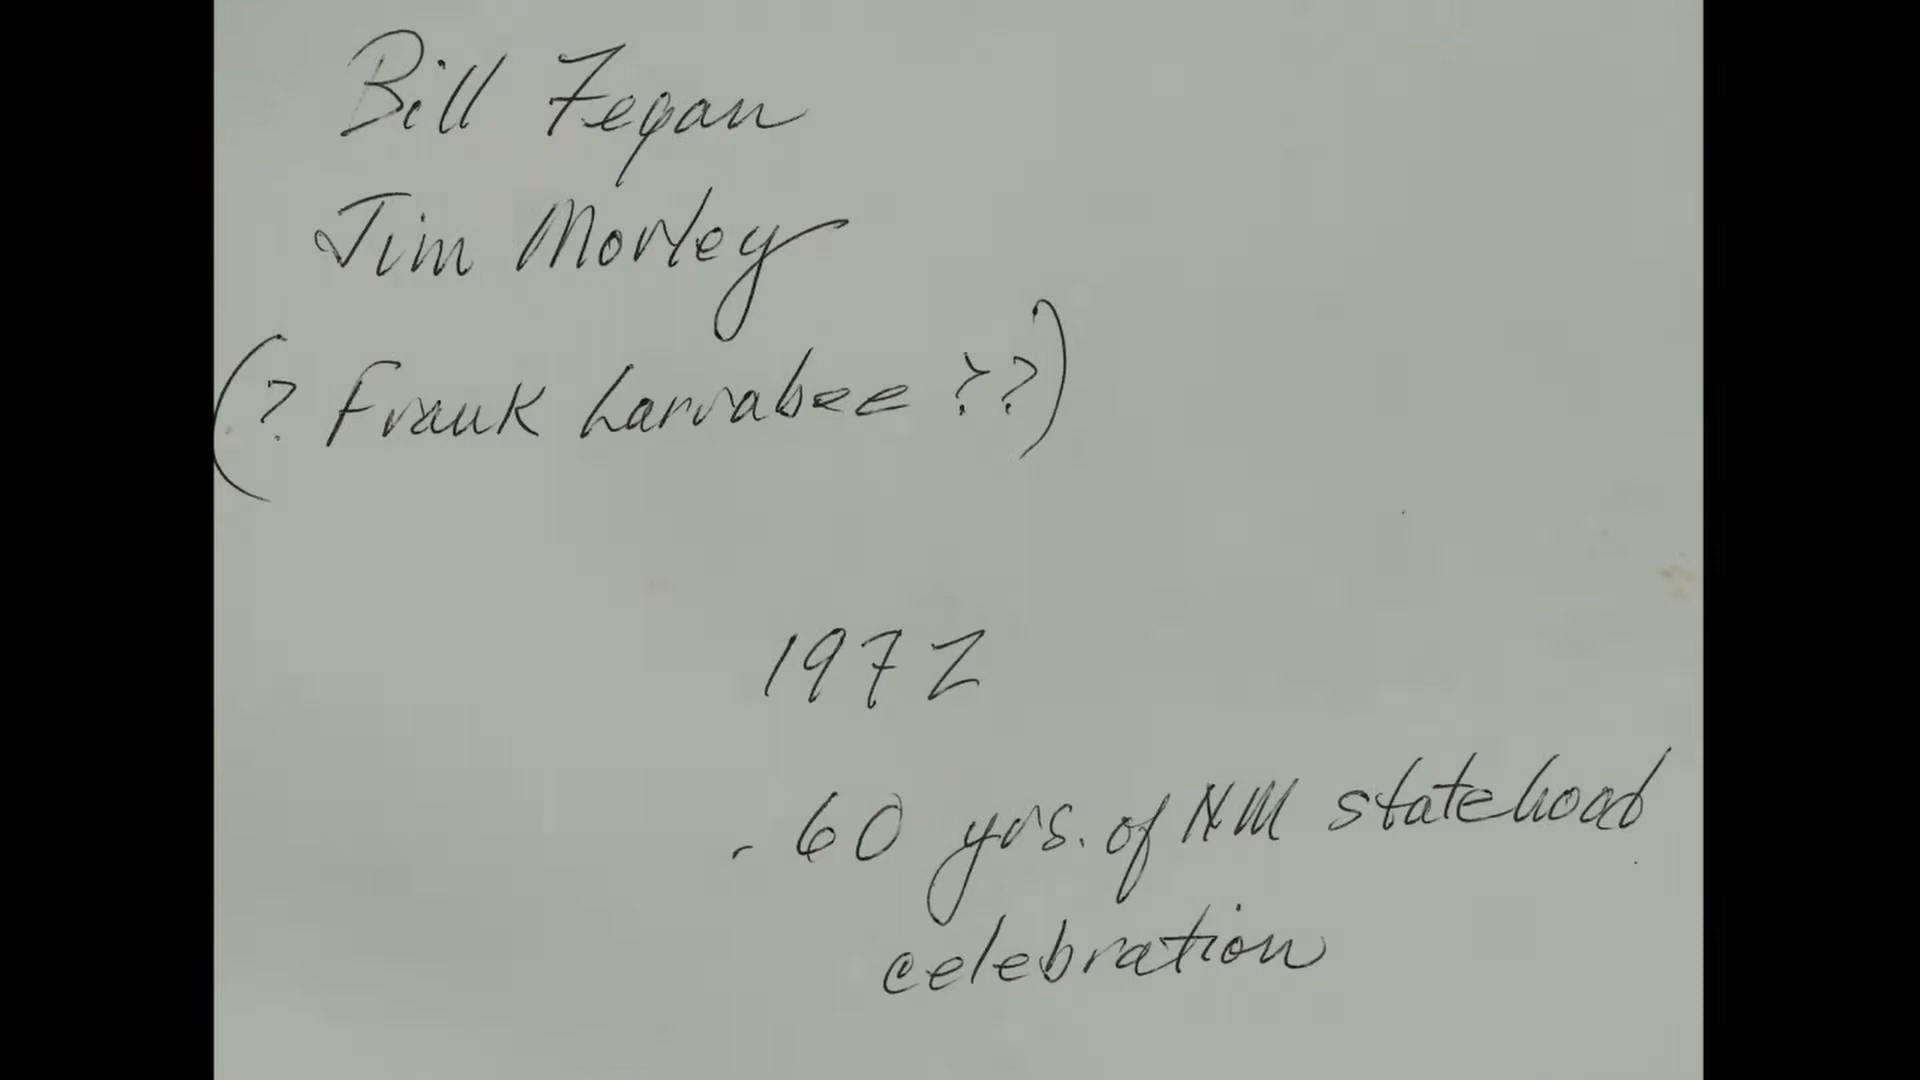 Bill Fegan
Jim Morley
(? Frank Larrabee ??)
1972
- 60 yrs. of NM statehood
celebration